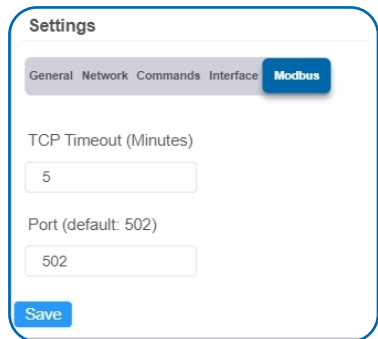 Settings
General Network Commands Interface Modbus
TCP Timeout (Minutes)
5
Port (default: 502)
502
Save